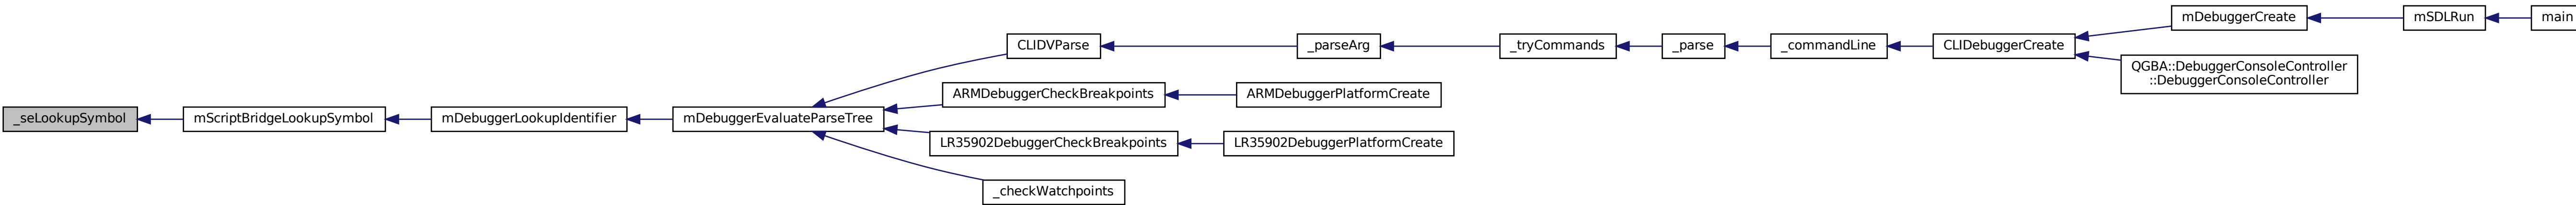 _seLookupSymbol
mScriptBridgeLookupSymbol
mDebuggerLookupIdentifier
mDebuggerEvaluateParseTree
CLIDVParse
_parseArg
_tryCommands
_parse
_commandLine
CLIDebuggerCreate
mDebuggerCreate
mSDLRun
main
QGBA::DebuggerConsoleController
::DebuggerConsoleController
ARMDebuggerCheckBreakpoints
ARMDebuggerPlatformCreate
LR35902DebuggerCheckBreakpoints
LR35902DebuggerPlatformCreate
_checkWatchpoints